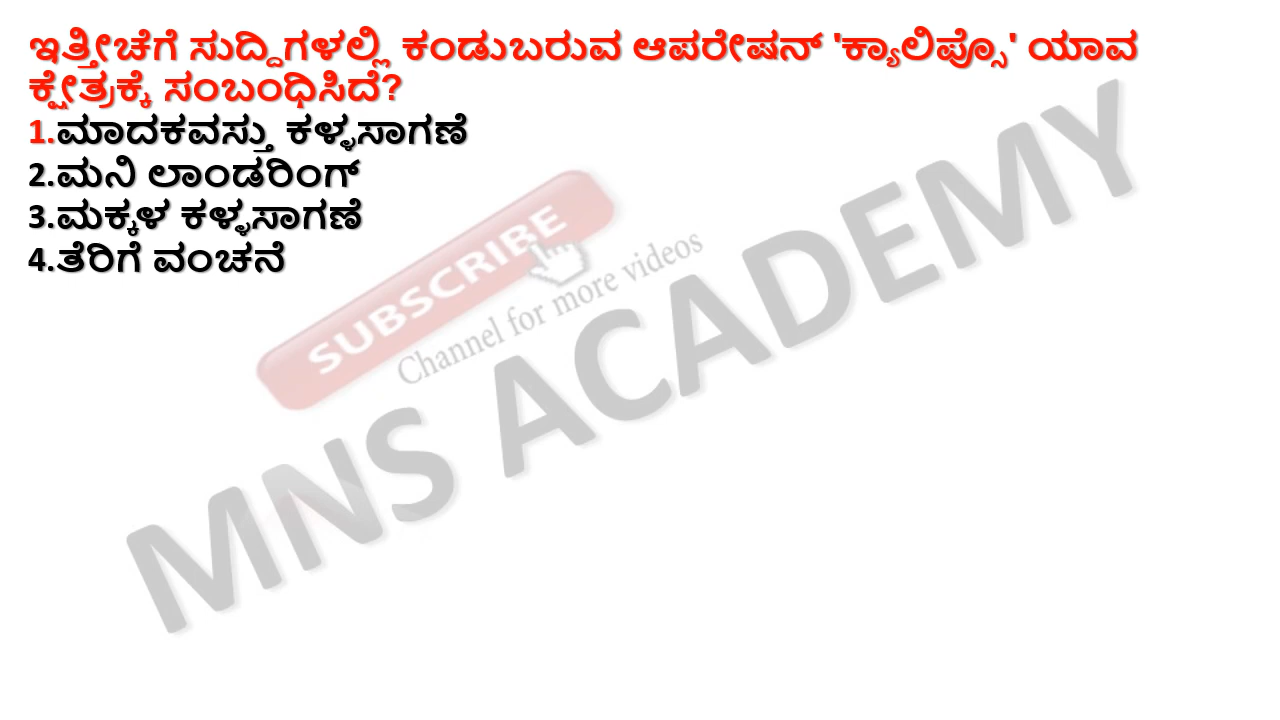 ಇತ್ತೀಚೆಗೆ ಸುದ್ದಿಗಳಲ್ಲಿ ಕಂಡುಬರುವ ಆಪರೇಷನ್ 'ಕ್ಯಾಲಿಪ್ಸೊ' ಯಾವ
ಕ್ಷೇತ್ರಕ್ಕೆ ಸಂಬಂಧಿಸಿದೆ?
1.ಮಾದಕವಸ್ತು ಕಳ್ಳಸಾಗಣೆ
2.ಮನಿ ಲಾಂಡರಿಂಗ್
3.ಮಕ್ಕಳ ಕಳ್ಳಸಾಗಣೆ
4.ತೆರಿಗೆ ವಂಚನೆ
SUBSCRIBE
Channel for more videos
MNS ACADEMY